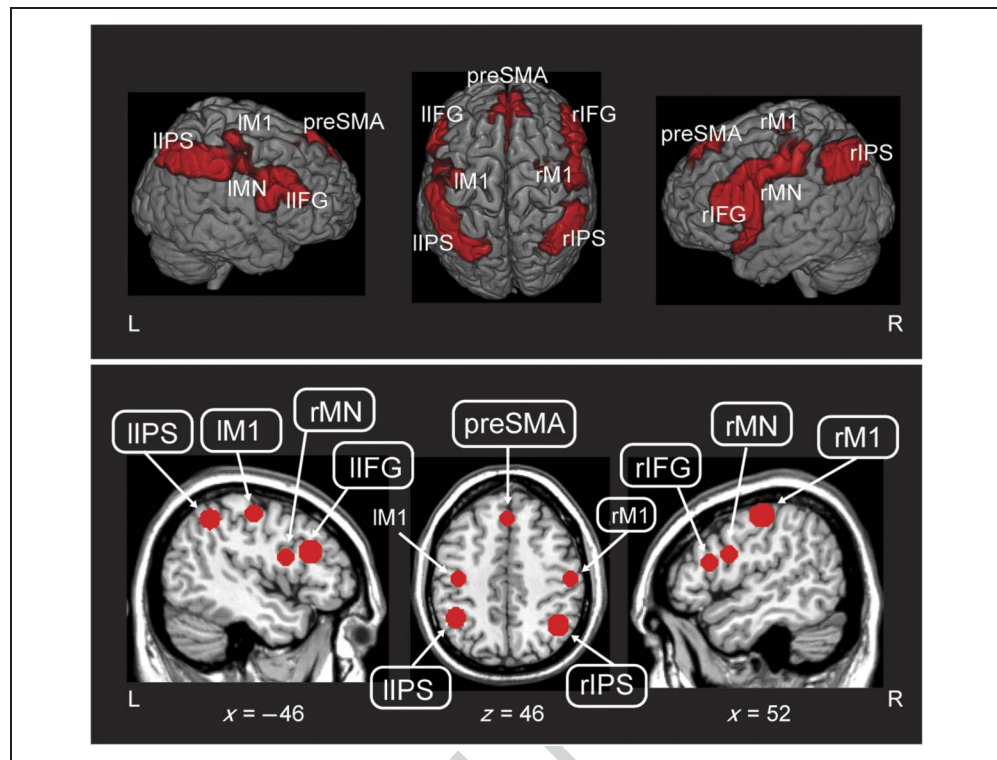 preSMA
lIPS
lM1
preSMA
lMN
lIFG
lIFG
rIFG
lM1
rM1
lIPS
rIPS
preSMA
rM1
rIPS
rMN
rIFG
L
R
lIPS
lM1
rMN
lIFG
preSMA
lM1
rM1
rIFG
rMN
rM1
lIPS
rIPS
L
R
x = −46
z = 46
x = 52